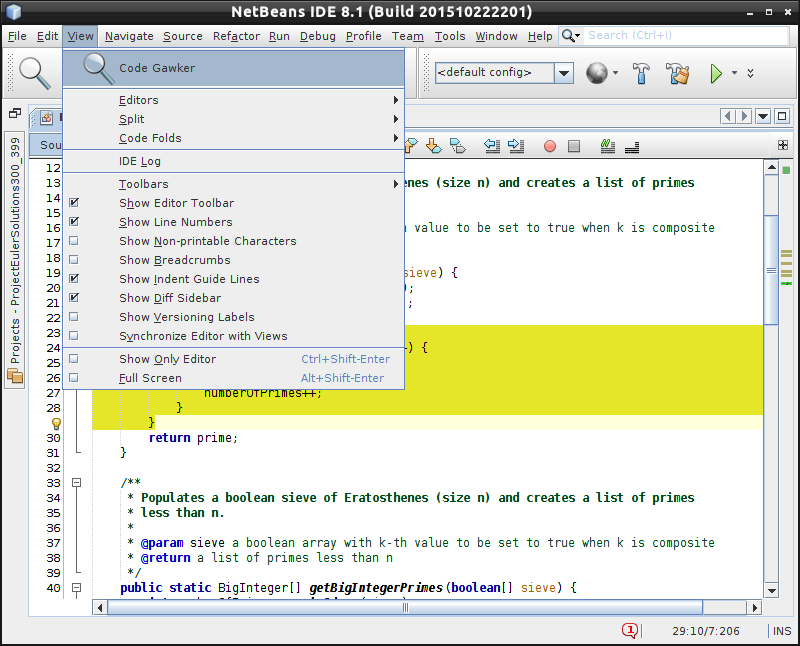 NetBeans IDE 8.1 (Build 201510222201)
File Edit View Navigate Source Refactor Run Debug Profile Team Tools Window Help Search (Ctrl+I)
<default config>
Code Gawker
Editors
Split
Code Folds
IDE Log
Toolbars
Show Editor Toolbar
Show Line Numbers
Show Non-printable Characters
Show Breadcrumbs
Show Indent Guide Lines
Show Diff Sidebar
Show Versioning Labels
Synchronize Editor with Views
Show Only Editor Ctrl+Shift-Enter
Full Screen Alt+Shift-Enter
Projects - ProjectEulerSolutions300_399
Sou
12
13 henes (size n) and creates a list of primes
14
15
16 h value to be set to true when k is composite
17
18
19 sieve) {
20 );
21 ;
22
23
24 +) {
25
26
27 numberOfPrimes++;
28 }
}
30 return prime;
31 }
32
33 /**
34 * Populates a boolean sieve of Eratosthenes (size n) and creates a list of primes
35 * less than n.
36 *
37 * @param sieve a boolean array with k-th value to be set to true when k is composite
38 * @return a list of primes less than n
39 */
40 public static BigInteger[] getBigIntegerPrimes(boolean[] sieve) {
1
29:10/7:206 INS